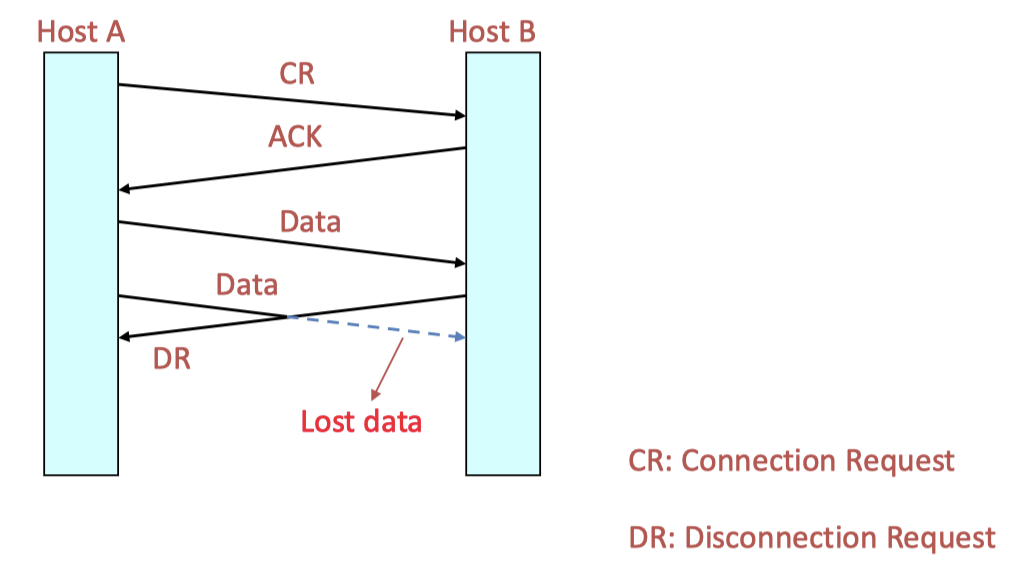 Host A
Host B
CR
ACK
Data
Data
DR
Lost data
CR: Connection Request
DR: Disconnection Request